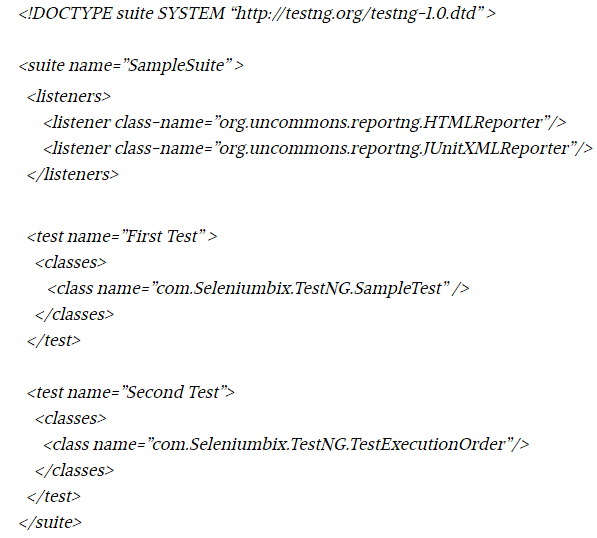 <!DOCTYPE suite SYSTEM “http://testng.org/testng-1.0.dtd” >
<suite name=”SampleSuite” >
<listeners>
<listener class-name=”org.uncommons.reportng.HTMLReporter”/>
<listener class-name=”org.uncommons.reportng.JUnitXMLReporter”/>
</listeners>
<test name=”First Test” >
<classes>
<class name=”com.Seleniumbix.TestNG.SampleTest” />
</classes>
</test>
<test name=”Second Test”>
<classes>
<class name=”com.Seleniumbix.TestNG.TestExecutionOrder”/>
</classes>
</test>
</suite>